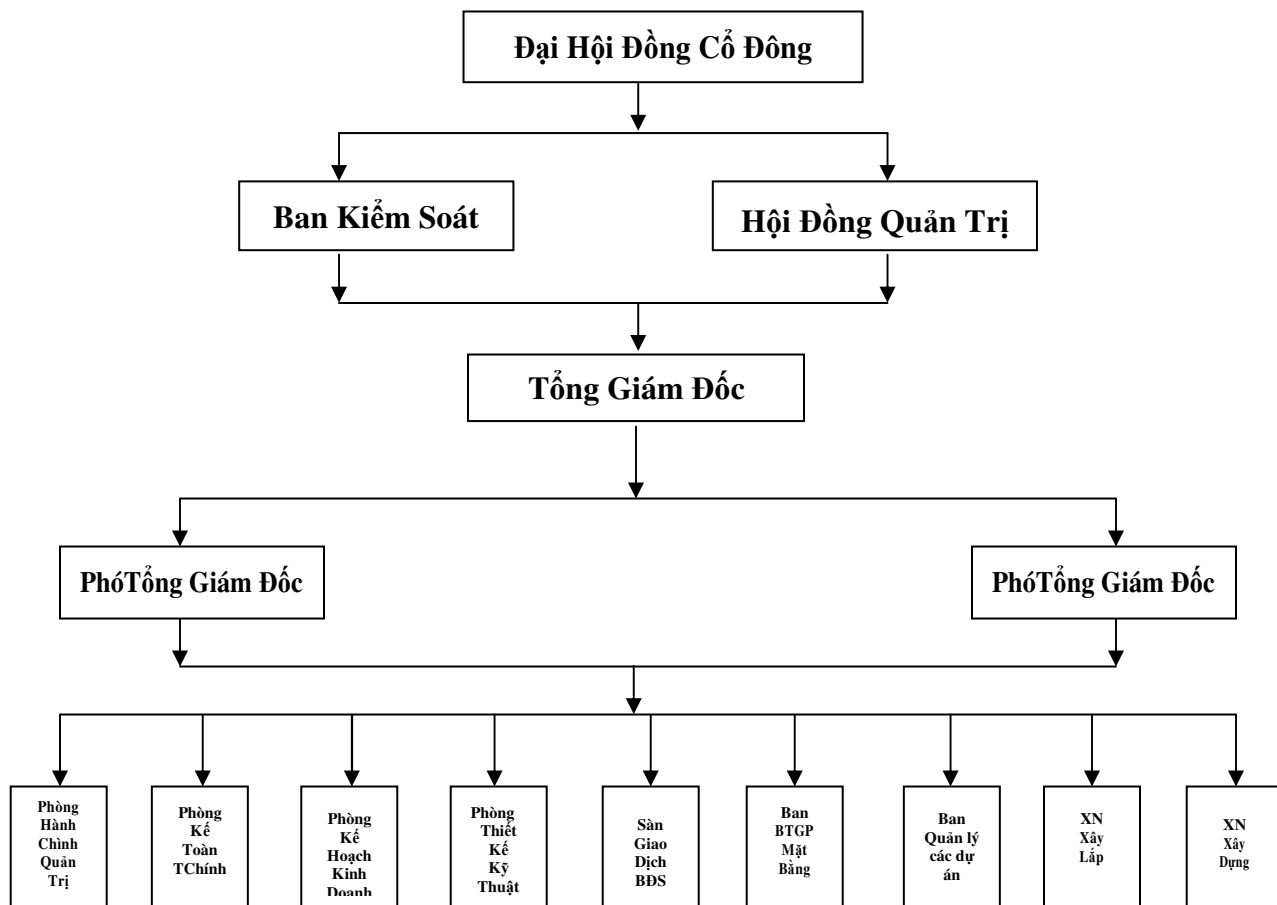 Đại Hội Đồng Cổ Đông
Ban Kiểm Soát
Hội Đồng Quản Trị
Tổng Giám Đốc
PhóTổng Giám Đốc
PhóTổng Giám Đốc
Phòng
Hành
Chình
Quản
Trị
Phòng
Kế
Toàn
TChính
Phòng
Kế
Hoạch
Kinh
Doanh
Phòng
Thiết
Kế
Kỹ
Thuật
Sàn
Giao
Dịch
BĐS
Ban
BTGP
Mặt
Bằng
Ban
Quản lý
các dự
án
XN
Xây
Lắp
XN
Xây
Dựng